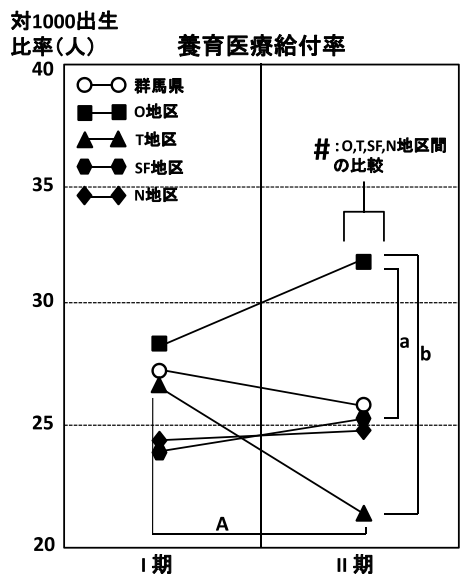 対1000出生
比率(人)
養育医療給付率
40
群馬県
O地区
T地区
SF地区
N地区
#:O,T,SF,N地区間
の比較
35
30
a
b
25
A
20
I期
II期